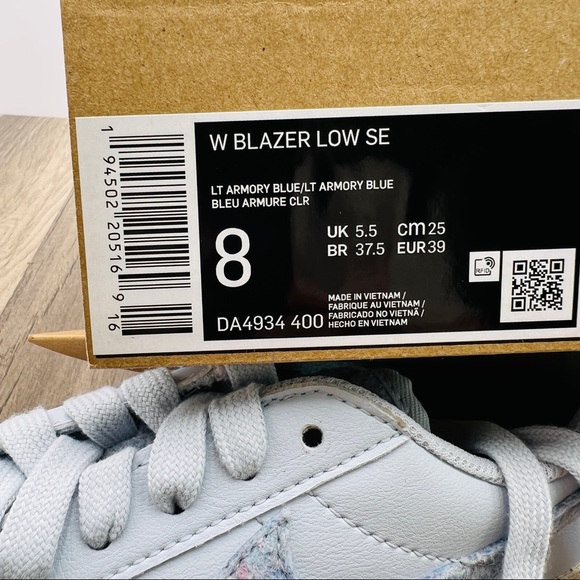 W BLAZER LOW SE
LT ARMORY BLUE/LT ARMORY BLUE
BLEU ARMURE CLR
8
UK 5.5 cm 25
BR 37.5 EUR 39
RFID
MADE IN VIETNAM /
FABRIQUE AU VIETNAM /
FABRICADO NO VIETNÃ /
HECHO EN VIETNAM
DA4934 400
1 94502 20516 9 16